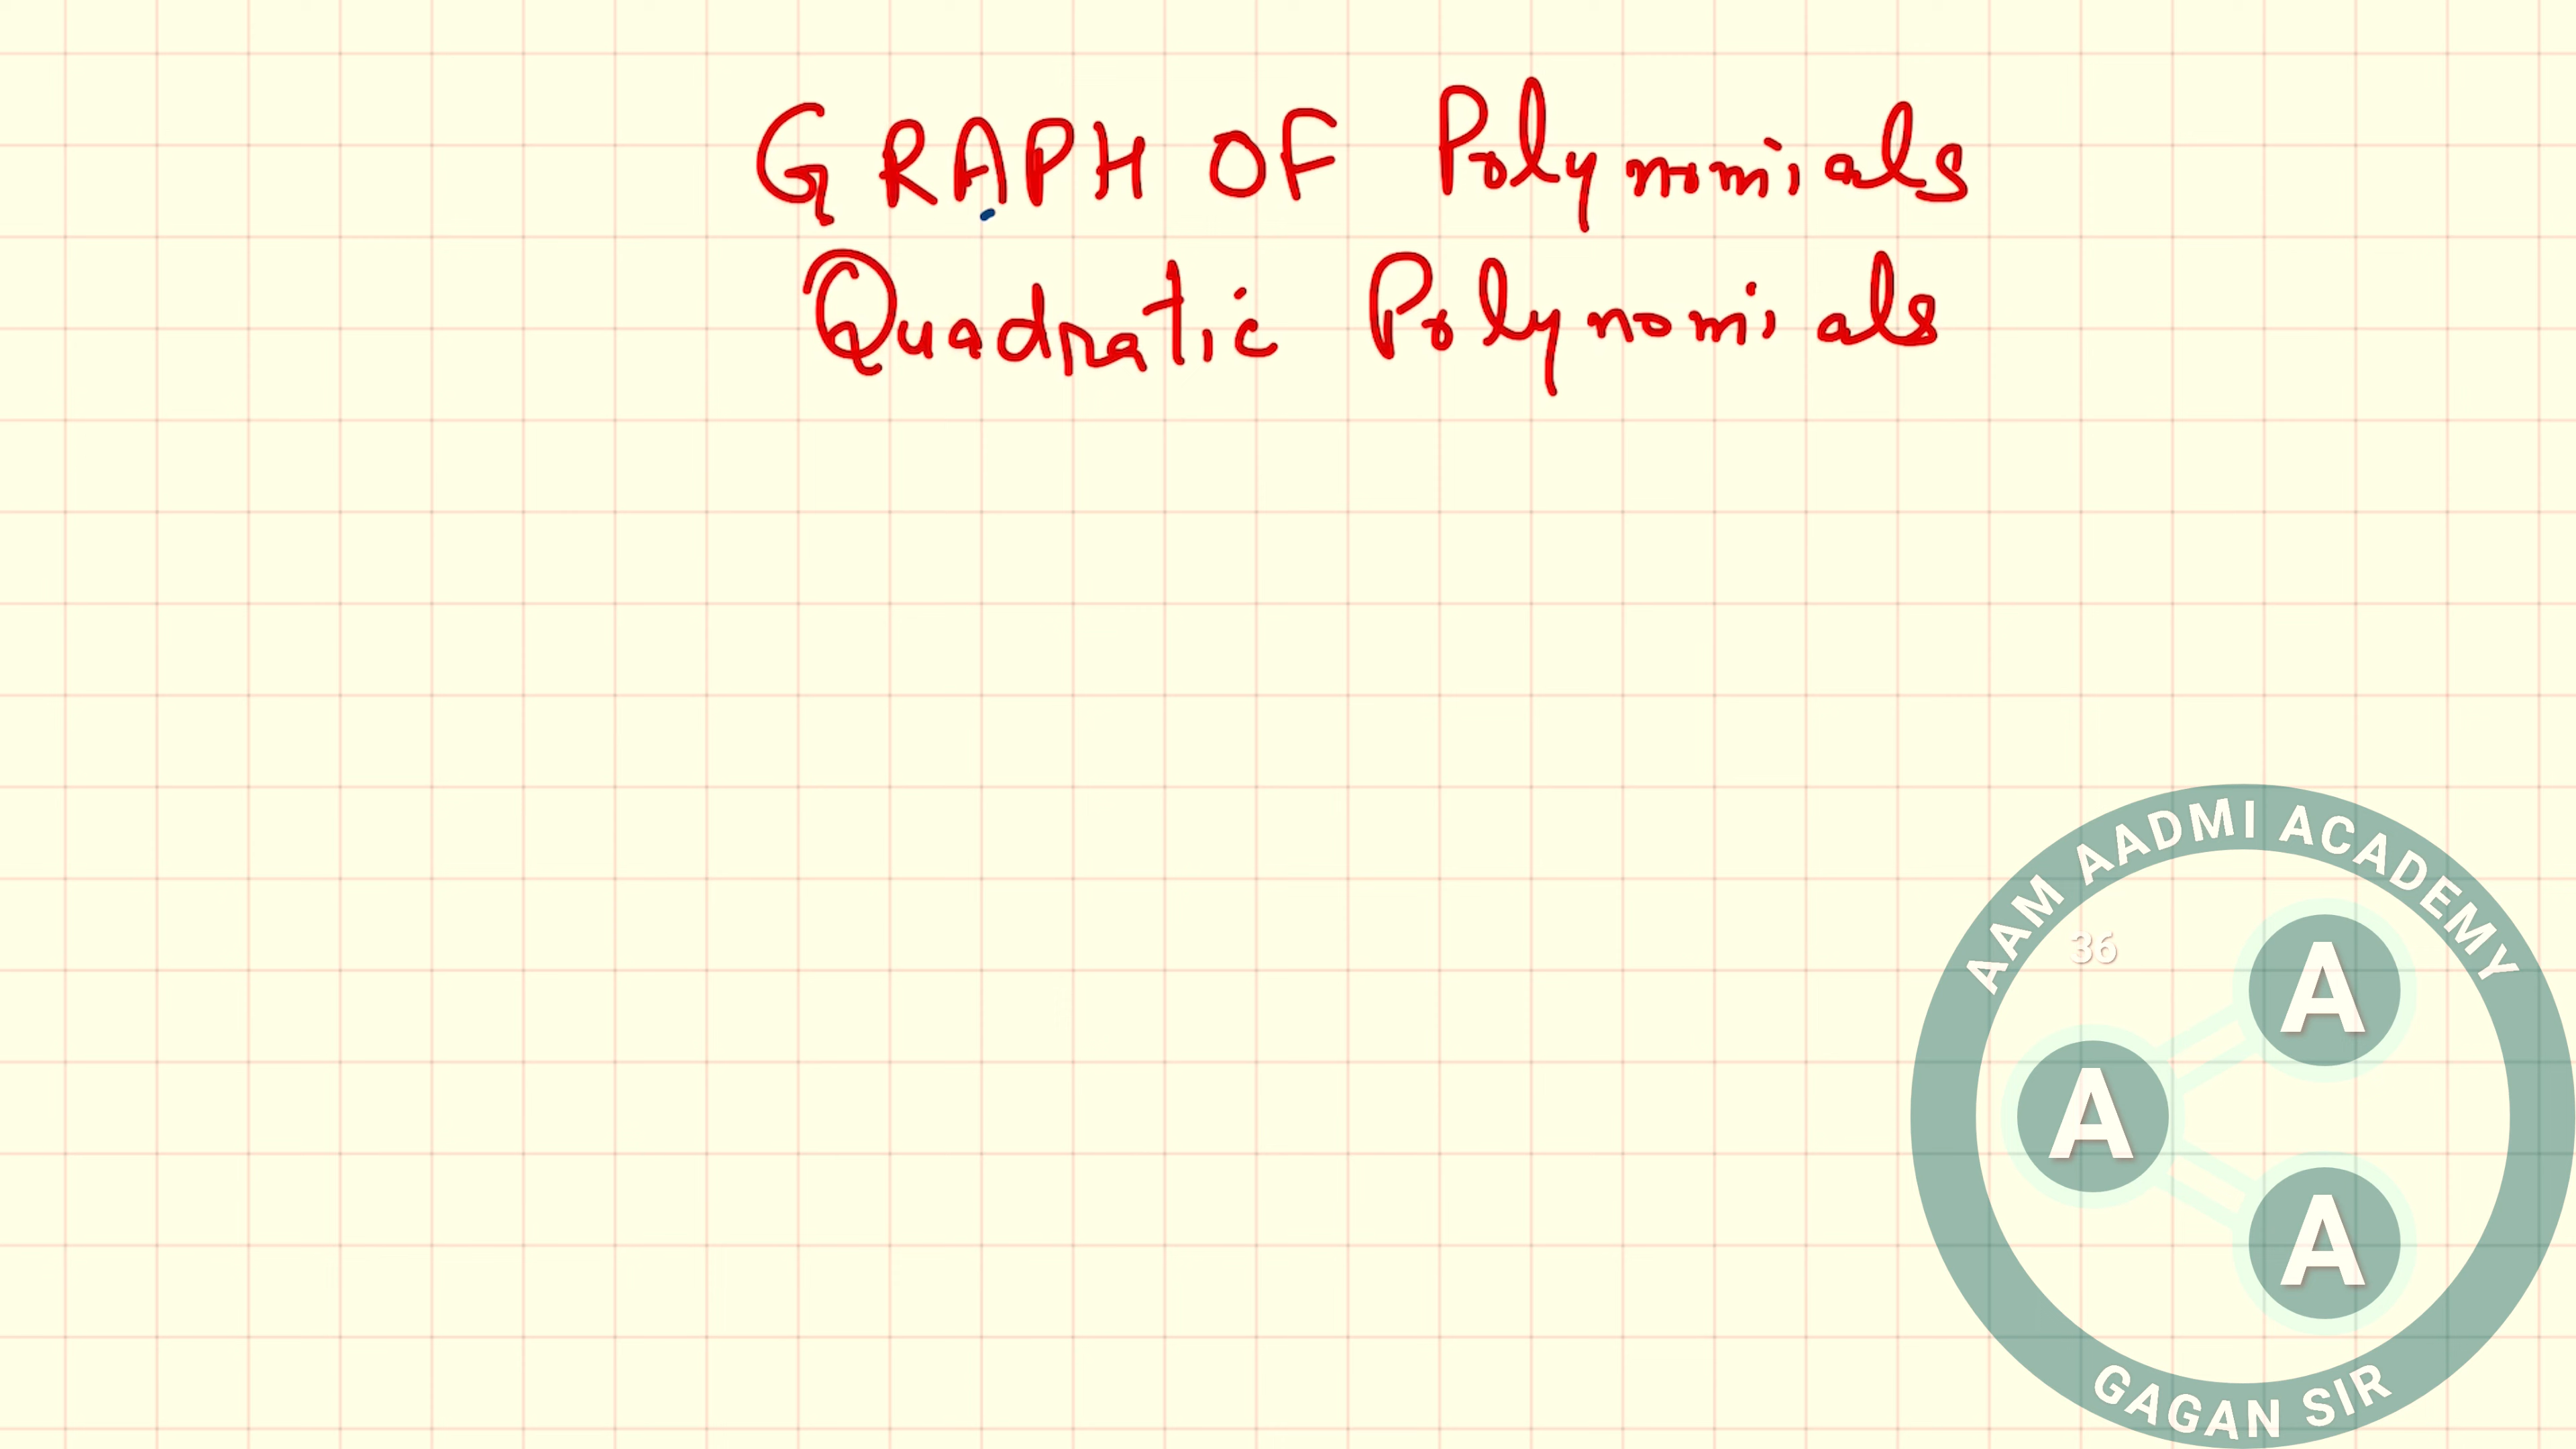 GRAPH OF Polynomials
Quadratic Polynomials
AAM AADMI ACADEMY
36
A
A
A
GAGAN SIR